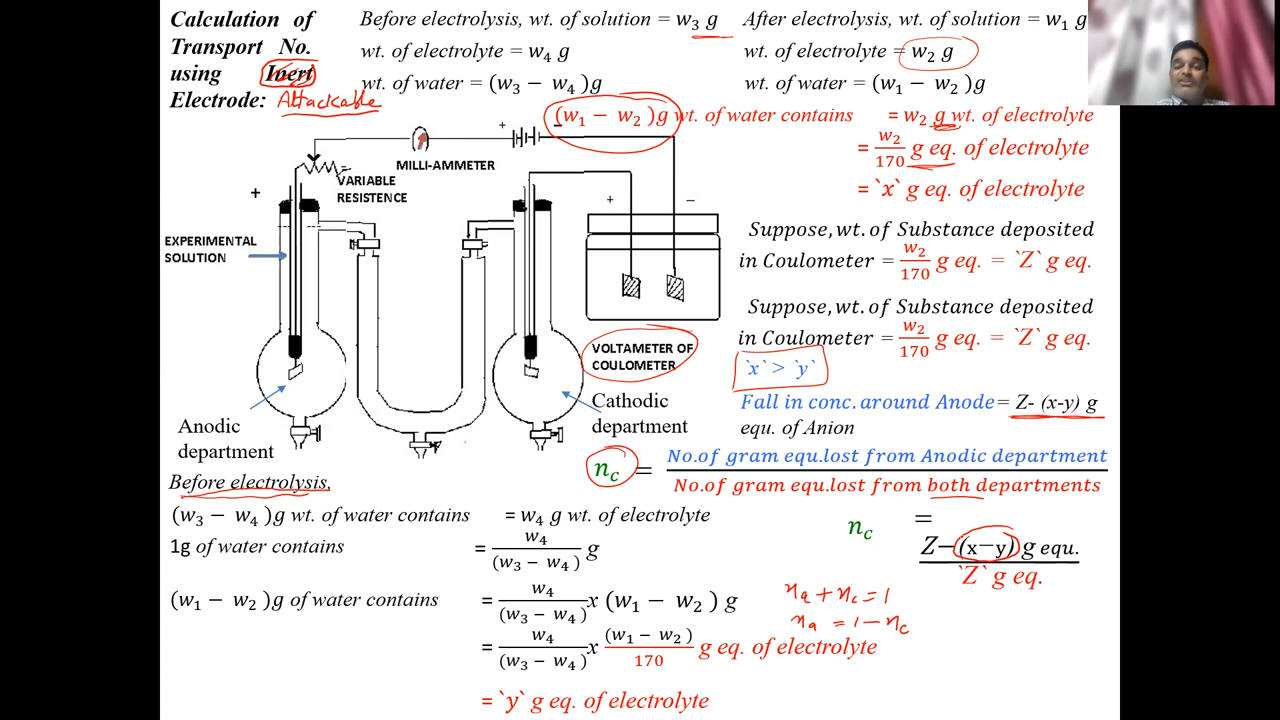 Calculation of
Transport No.
using Inert
Electrode: Attackable
Before electrolysis, wt. of solution = w₃ g
wt. of electrolyte = w₄ g
wt. of water = (w₃ − w₄ )g
After electrolysis, wt. of solution = w₁ g
wt. of electrolyte = w₂ g
wt. of water = (w₁ − w₂ )g
(w₁ − w₂ )g wt. of water contains = w₂ g wt. of electrolyte
= w₂/170 g eq. of electrolyte
= `x` g eq. of electrolyte
+
MILLI-AMMETER
VARIABLE
RESISTENCE
+
EXPERIMENTAL
SOLUTION
+ −
VOLTAMETER OF
COULOMETER
Anodic
department
Cathodic
department
Suppose, wt. of Substance deposited
in Coulometer = w₂/170 g eq. = `Z` g eq.
Suppose, wt. of Substance deposited
in Coulometer = w₂/170 g eq. = `Z` g eq.
`x` > `y`
Fall in conc. around Anode= Z- (x-y) g
equ. of Anion
n_c = No. of gram equ. lost from Anodic department / No. of gram equ. lost from both departments
n_c =
Z−(x−y) g equ. / `Z` g eq.
n_a + n_c = 1
n_a = 1 − n_c
Before electrolysis,
(w₃ − w₄ )g wt. of water contains = w₄ g wt. of electrolyte
1g of water contains = w₄/(w₃ − w₄ ) g
(w₁ − w₂ )g of water contains = w₄/(w₃ − w₄ ) x (w₁ − w₂ ) g
= w₄/(w₃ − w₄ ) x (w₁ − w₂ )/170 g eq. of electrolyte
= `y` g eq. of electrolyte